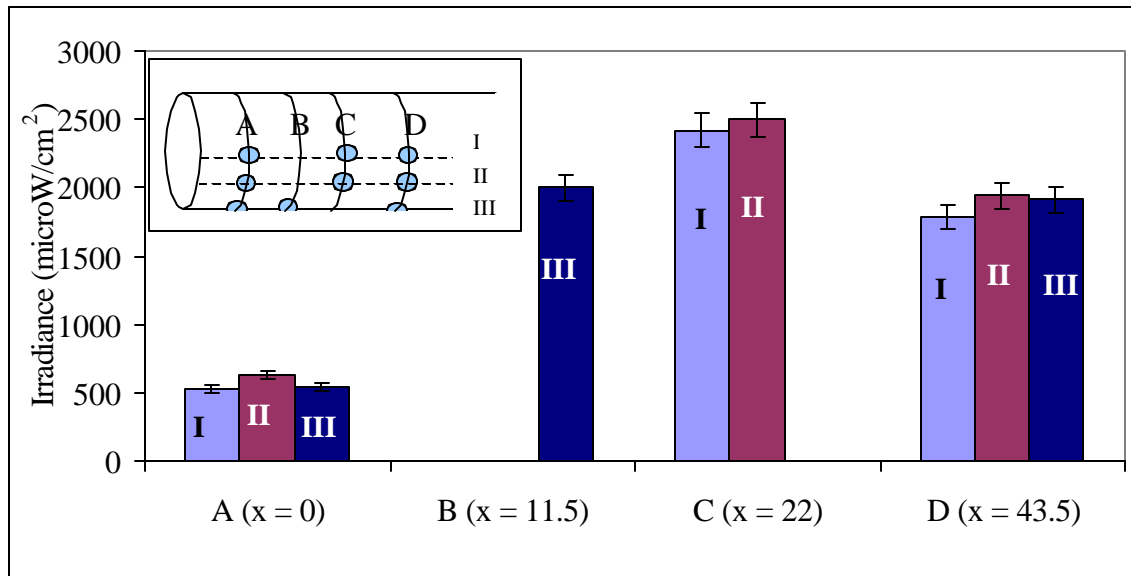 Irradiance (microW/cm²)
3000
2500
2000
1500
1000
500
0
A B C D
I
II
III
I II III
III
I II
I II III
A (x = 0) B (x = 11.5) C (x = 22) D (x = 43.5)